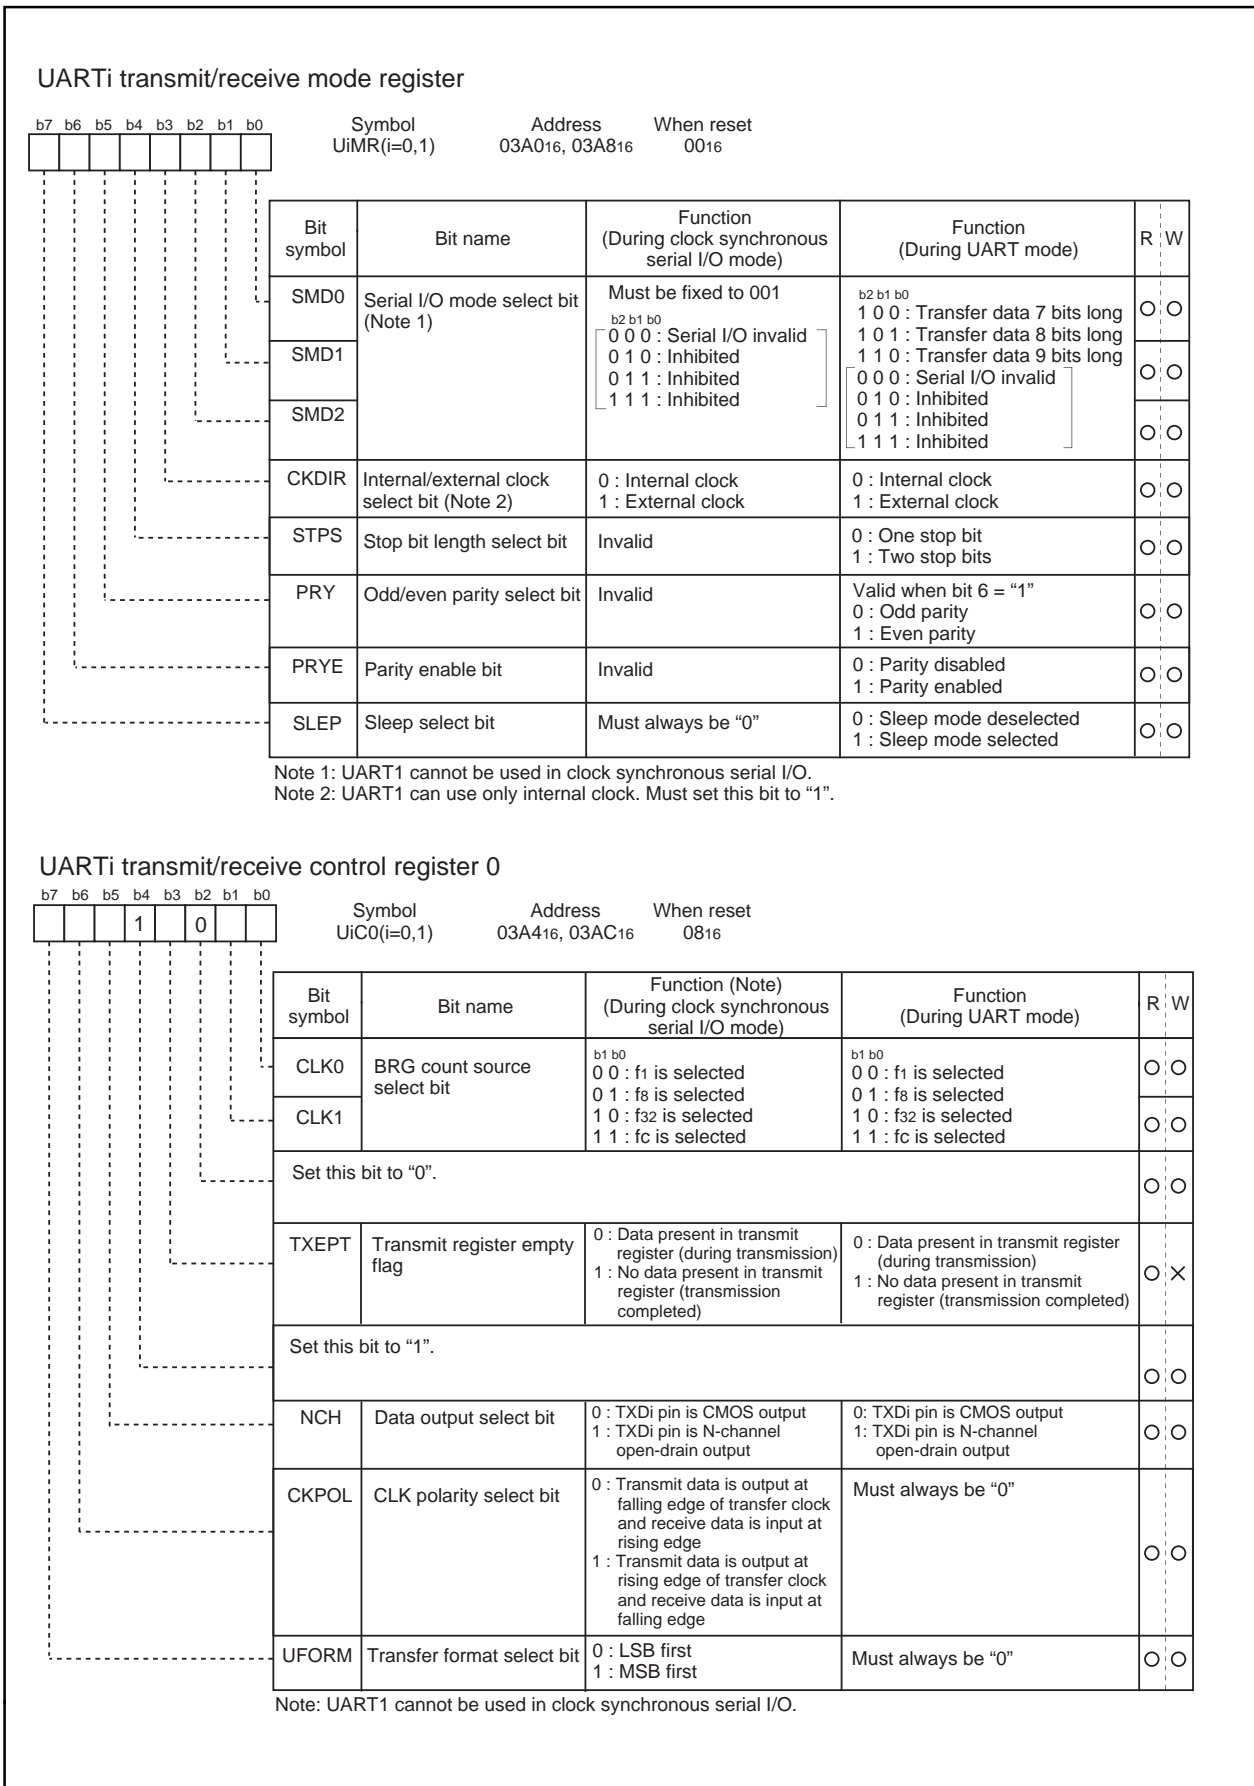 UARTi transmit/receive mode register
b7 b6 b5 b4 b3 b2 b1 b0
Symbol Address When reset
UiMR(i=0,1) 03A016, 03A816 0016
Bit symbol
Bit name
Function (During clock synchronous serial I/O mode)
Function (During UART mode)
R W
SMD0
SMD1
SMD2
Serial I/O mode select bit
(Note 1)
Must be fixed to 001
b2 b1 b0
0 0 0 : Serial I/O invalid
0 1 0 : Inhibited
0 1 1 : Inhibited
1 1 1 : Inhibited
b2 b1 b0
1 0 0 : Transfer data 7 bits long
1 0 1 : Transfer data 8 bits long
1 1 0 : Transfer data 9 bits long
0 0 0 : Serial I/O invalid
0 1 0 : Inhibited
0 1 1 : Inhibited
1 1 1 : Inhibited
CKDIR
Internal/external clock
select bit (Note 2)
0 : Internal clock
1 : External clock
0 : Internal clock
1 : External clock
STPS
Stop bit length select bit
Invalid
0 : One stop bit
1 : Two stop bits
PRY
Odd/even parity select bit
Invalid
Valid when bit 6 = “1”
0 : Odd parity
1 : Even parity
PRYE
Parity enable bit
Invalid
0 : Parity disabled
1 : Parity enabled
SLEP
Sleep select bit
Must always be “0”
0 : Sleep mode deselected
1 : Sleep mode selected
Note 1: UART1 cannot be used in clock synchronous serial I/O.
Note 2: UART1 can use only internal clock. Must set this bit to “1”.
UARTi transmit/receive control register 0
b7 b6 b5 b4 b3 b2 b1 b0
1 0
Symbol Address When reset
UiC0(i=0,1) 03A416, 03AC16 0816
Bit symbol
Bit name
Function (Note)
(During clock synchronous
serial I/O mode)
Function
(During UART mode)
R W
CLK0
CLK1
BRG count source
select bit
b1 b0
0 0 : f1 is selected
0 1 : f8 is selected
1 0 : f32 is selected
1 1 : fc is selected
b1 b0
0 0 : f1 is selected
0 1 : f8 is selected
1 0 : f32 is selected
1 1 : fc is selected
Set this bit to “0”.
TXEPT
Transmit register empty
flag
0 : Data present in transmit
register (during transmission)
1 : No data present in transmit
register (transmission
completed)
0 : Data present in transmit register
(during transmission)
1 : No data present in transmit
register (transmission completed)
Set this bit to “1”.
NCH
Data output select bit
0 : TXDi pin is CMOS output
1 : TXDi pin is N-channel
open-drain output
0: TXDi pin is CMOS output
1: TXDi pin is N-channel
open-drain output
CKPOL
CLK polarity select bit
0 : Transmit data is output at
falling edge of transfer clock
and receive data is input at
rising edge
1 : Transmit data is output at
rising edge of transfer clock
and receive data is input at
falling edge
Must always be “0”
UFORM
Transfer format select bit
0 : LSB first
1 : MSB first
Must always be “0”
Note: UART1 cannot be used in clock synchronous serial I/O.